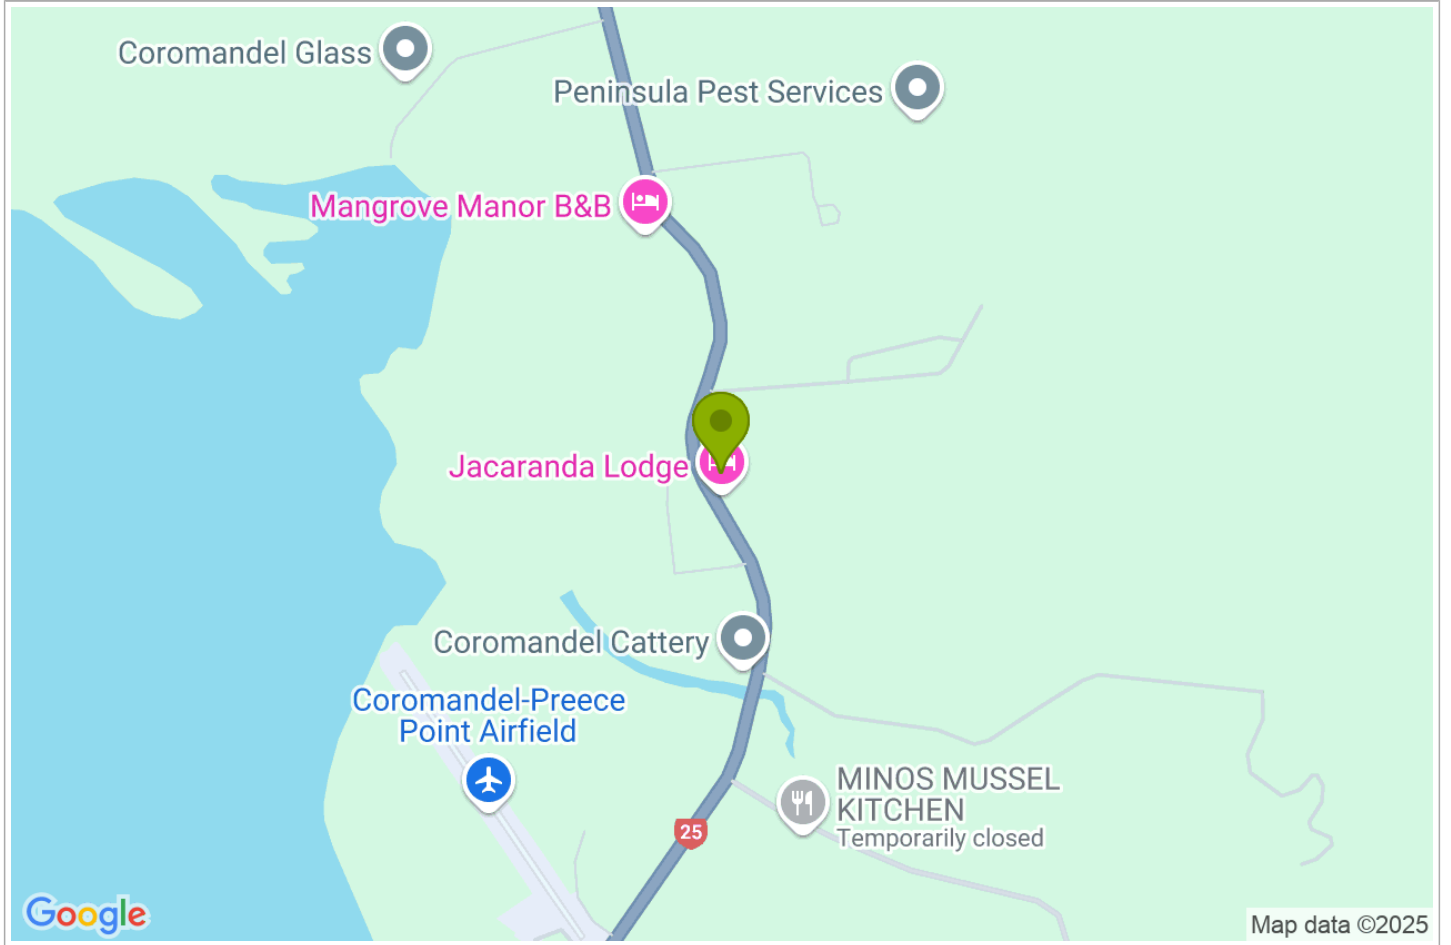 Coromandel Glass
Peninsula Pest Services
Mangrove Manor B&B
Jacaranda Lodge
Coromandel Cattery
Coromandel-Preece
Point Airfield
MINOS MUSSEL
KITCHEN
Temporarily closed
25
Google
Map data ©2025